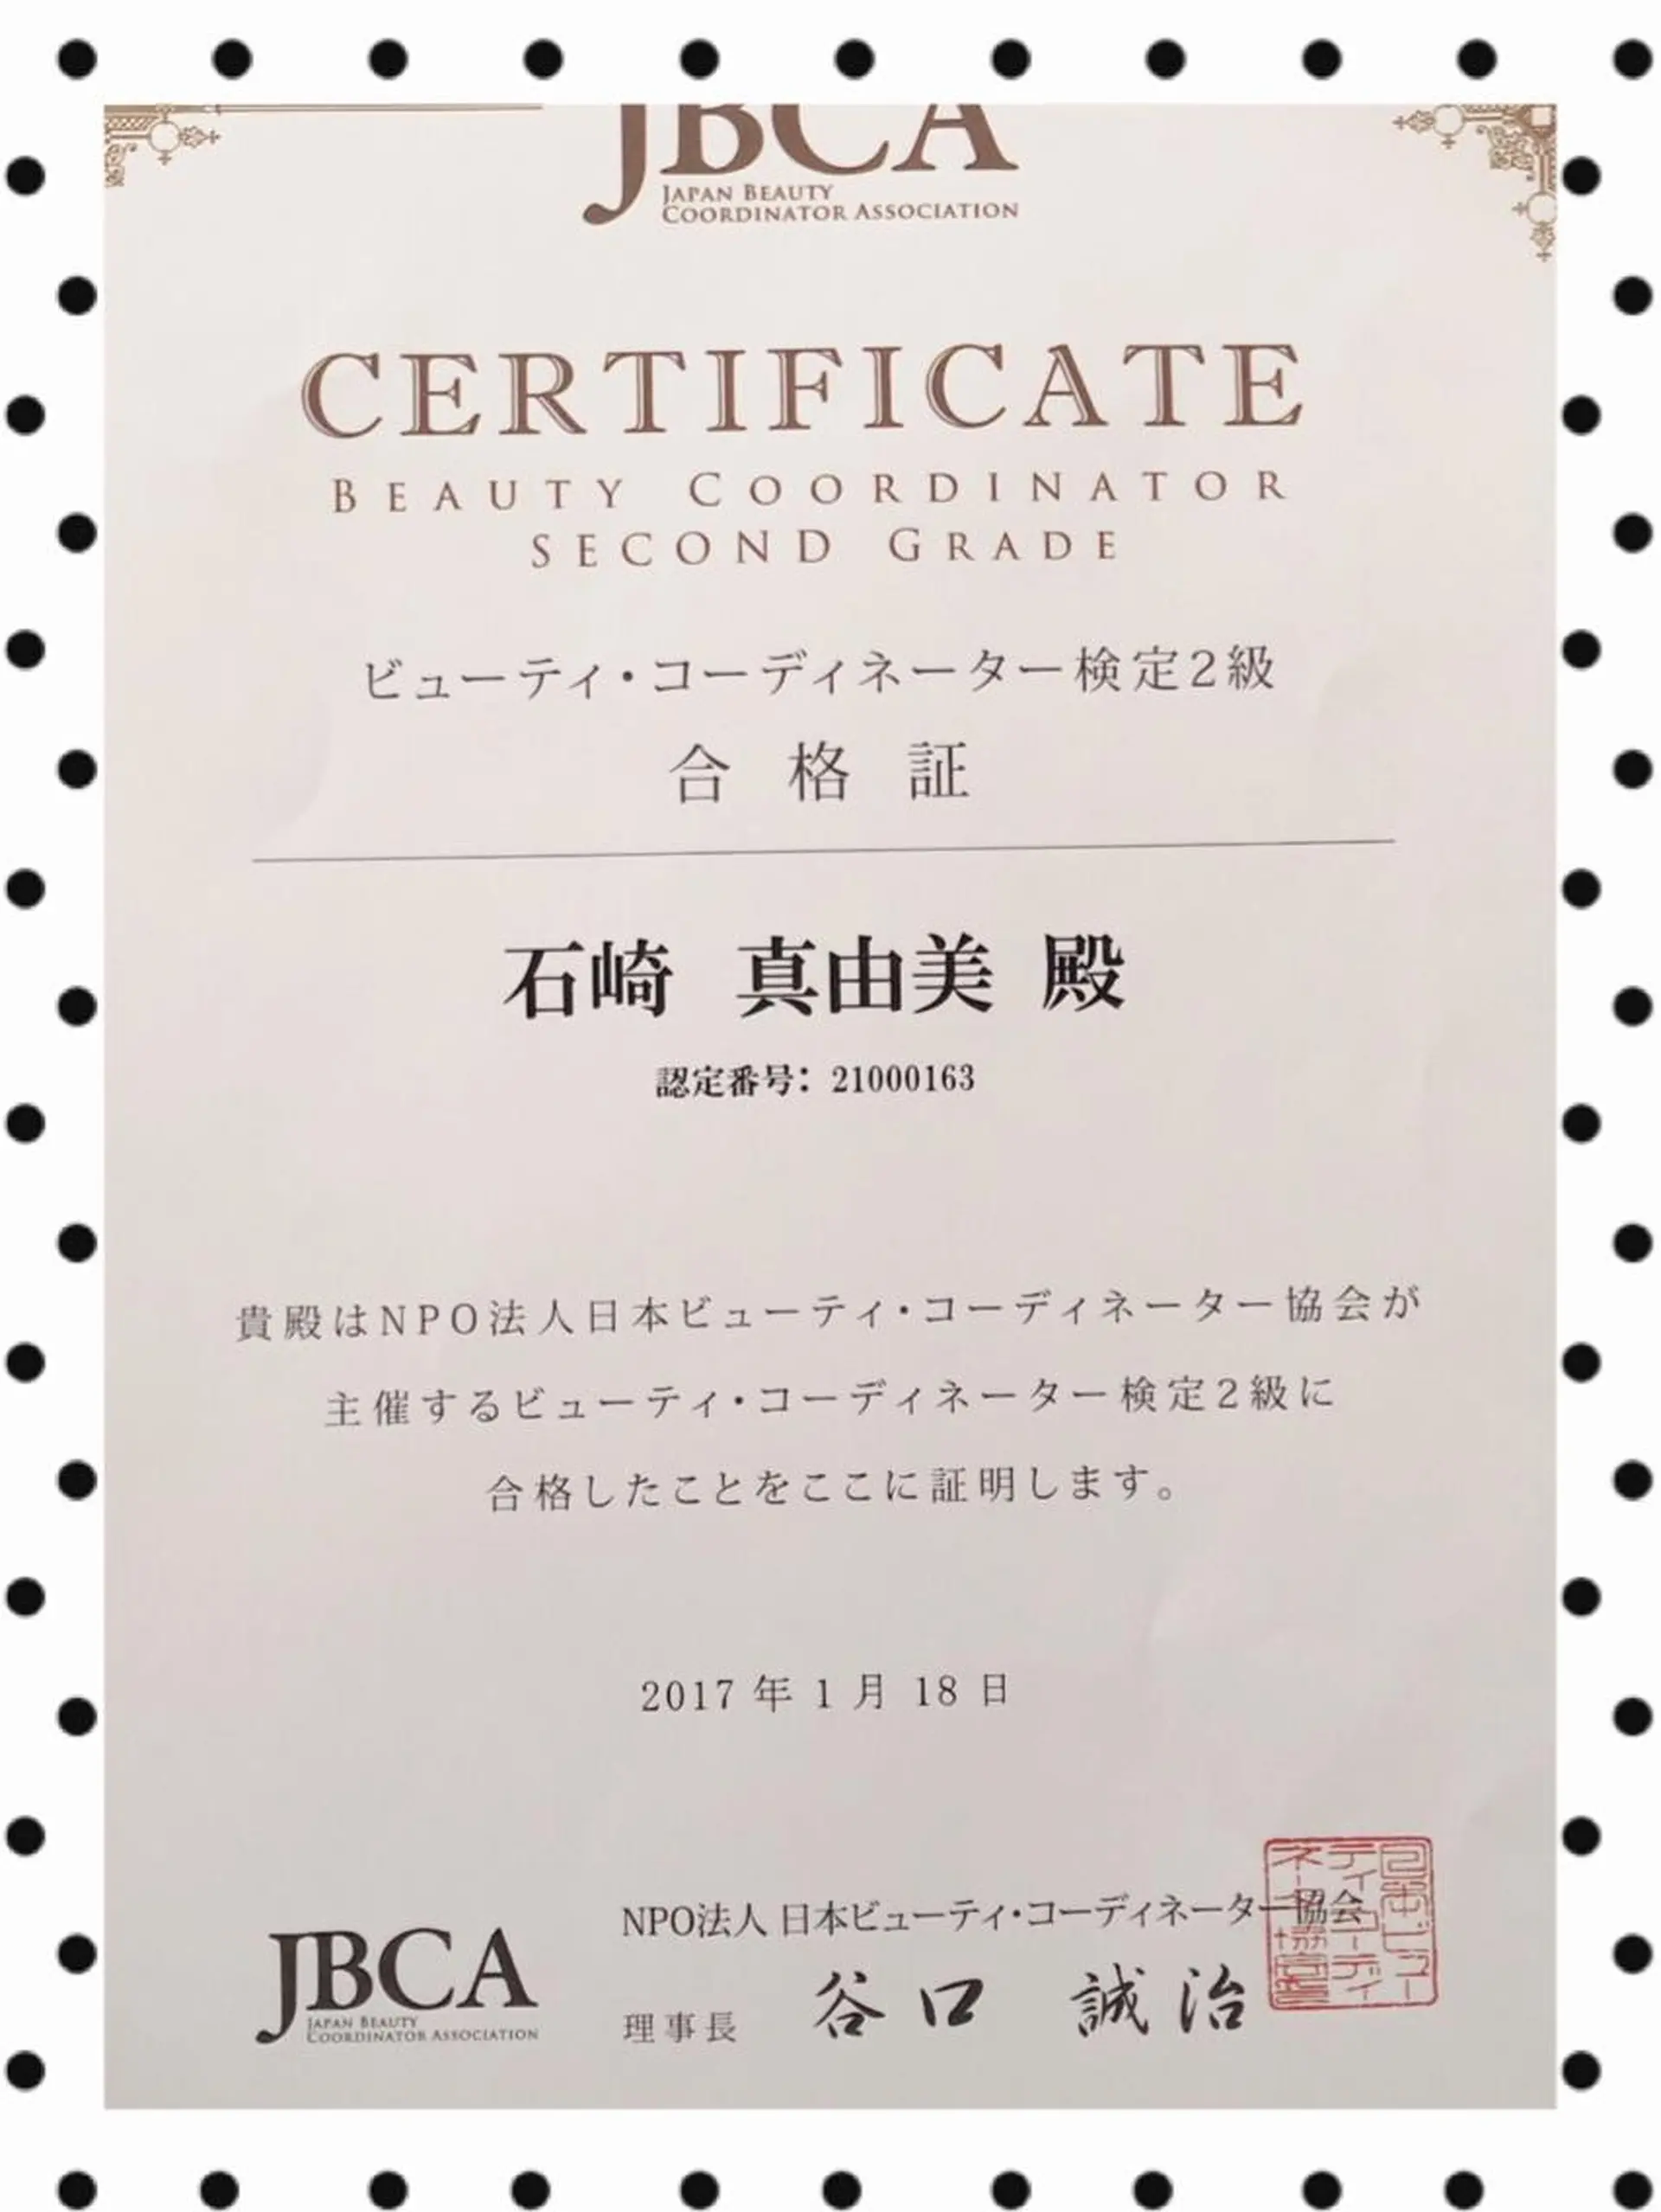 JBCA
JAPAN BEAUTY
COORDINATOR ASSOCIATION
CERTIFICATE
BEAUTY COORDINATOR
SECOND GRADE
ビューティ・コーディネーター検定2級
合格証
石崎 真由美 殿
認定番号：21000163
貴殿はNPO法人日本ビューティ・コーディネーター協会が
主催するビューティ・コーディネーター検定2級に
合格したことをここに証明します。
2017年1月18日
NPO法人 日本ビューティ・コーディネーター協会
理事長 谷口 誠治
JBCA
JAPAN BEAUTY
COORDINATOR ASSOCIATION